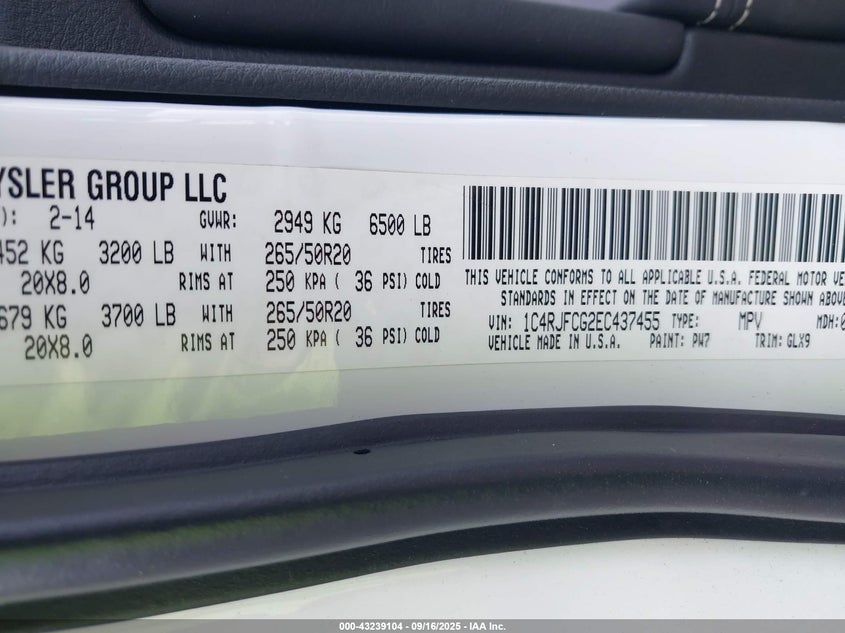 YSLER GROUP LLC
): 2-14 GVWR: 2949 KG 6500 LB
452 KG 3200 LB WITH 265/50R20 TIRES
20X8.0 RIMS AT 250 KPA ( 36 PSI) COLD
679 KG 3700 LB WITH 265/50R20 TIRES
20X8.0 RIMS AT 250 KPA ( 36 PSI) COLD
THIS VEHICLE CONFORMS TO ALL APPLICABLE U.S.A. FEDERAL MOTOR VE
STANDARDS IN EFFECT ON THE DATE OF MANUFACTURE SHOWN ABOVE
VIN: 1C4RJFCG2EC437455 TYPE: MPV MDH:0
VEHICLE MADE IN U.S.A. PAINT: PW7 TRIM: GLX9
000-43239104 - 09/16/2025 - IAA Inc.